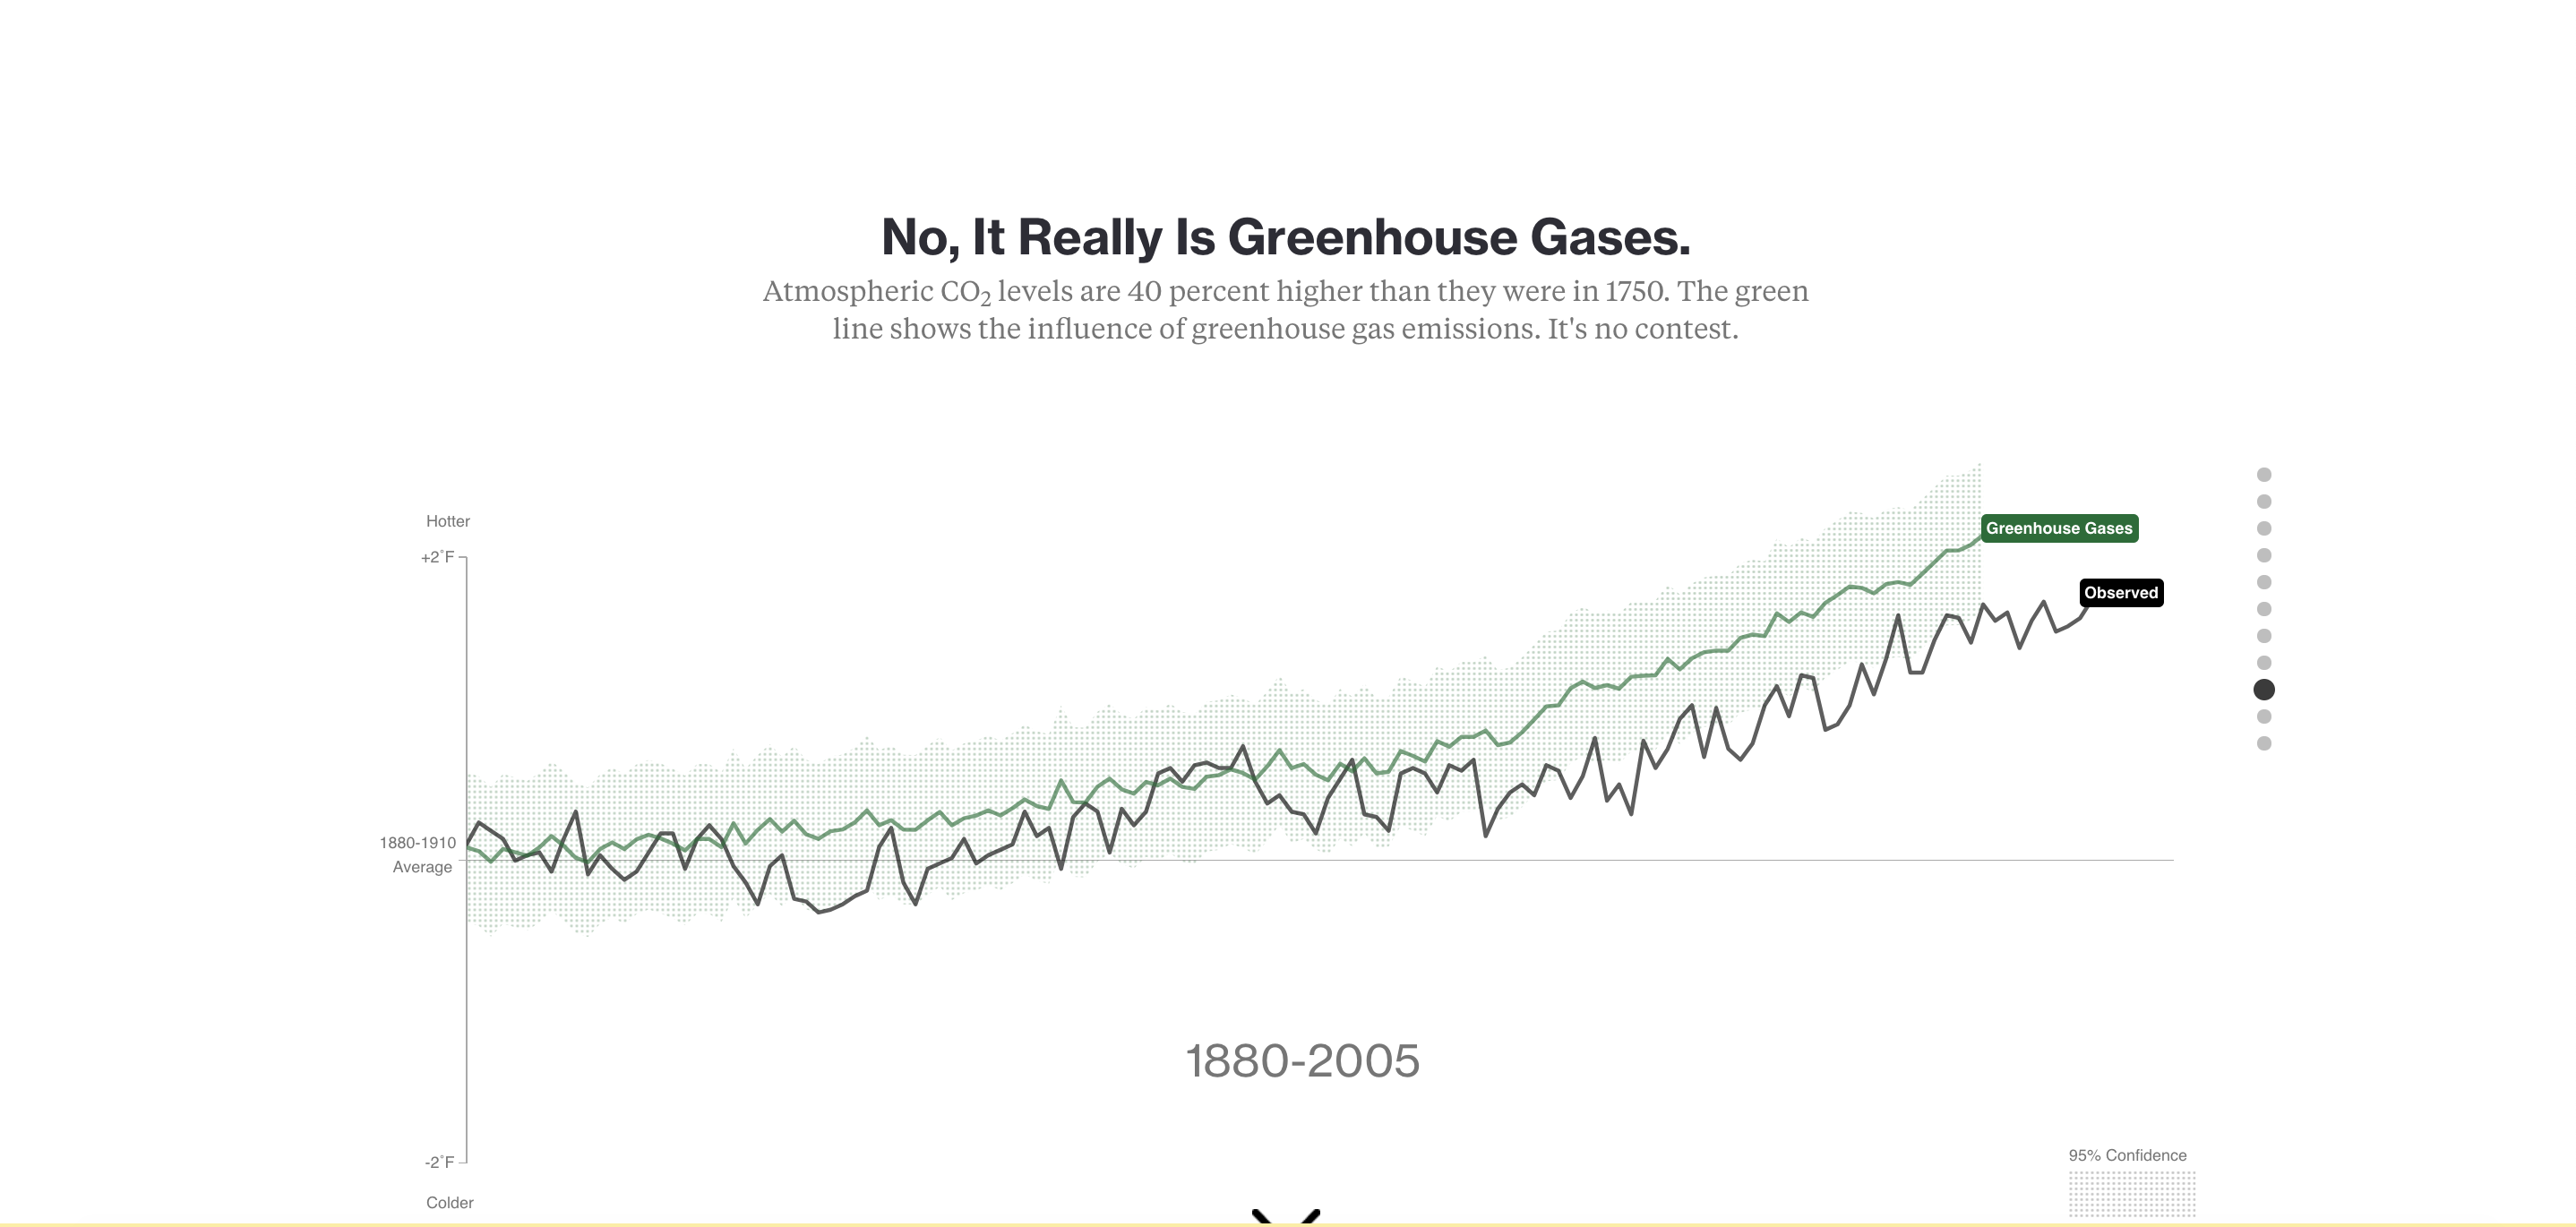 No, It Really Is Greenhouse Gases.
Atmospheric CO₂ levels are 40 percent higher than they were in 1750. The green
line shows the influence of greenhouse gas emissions. It's no contest.
Hotter
+2°F
Greenhouse Gases
Observed
1880-1910
Average
1880-2005
-2°F
Colder
95% Confidence